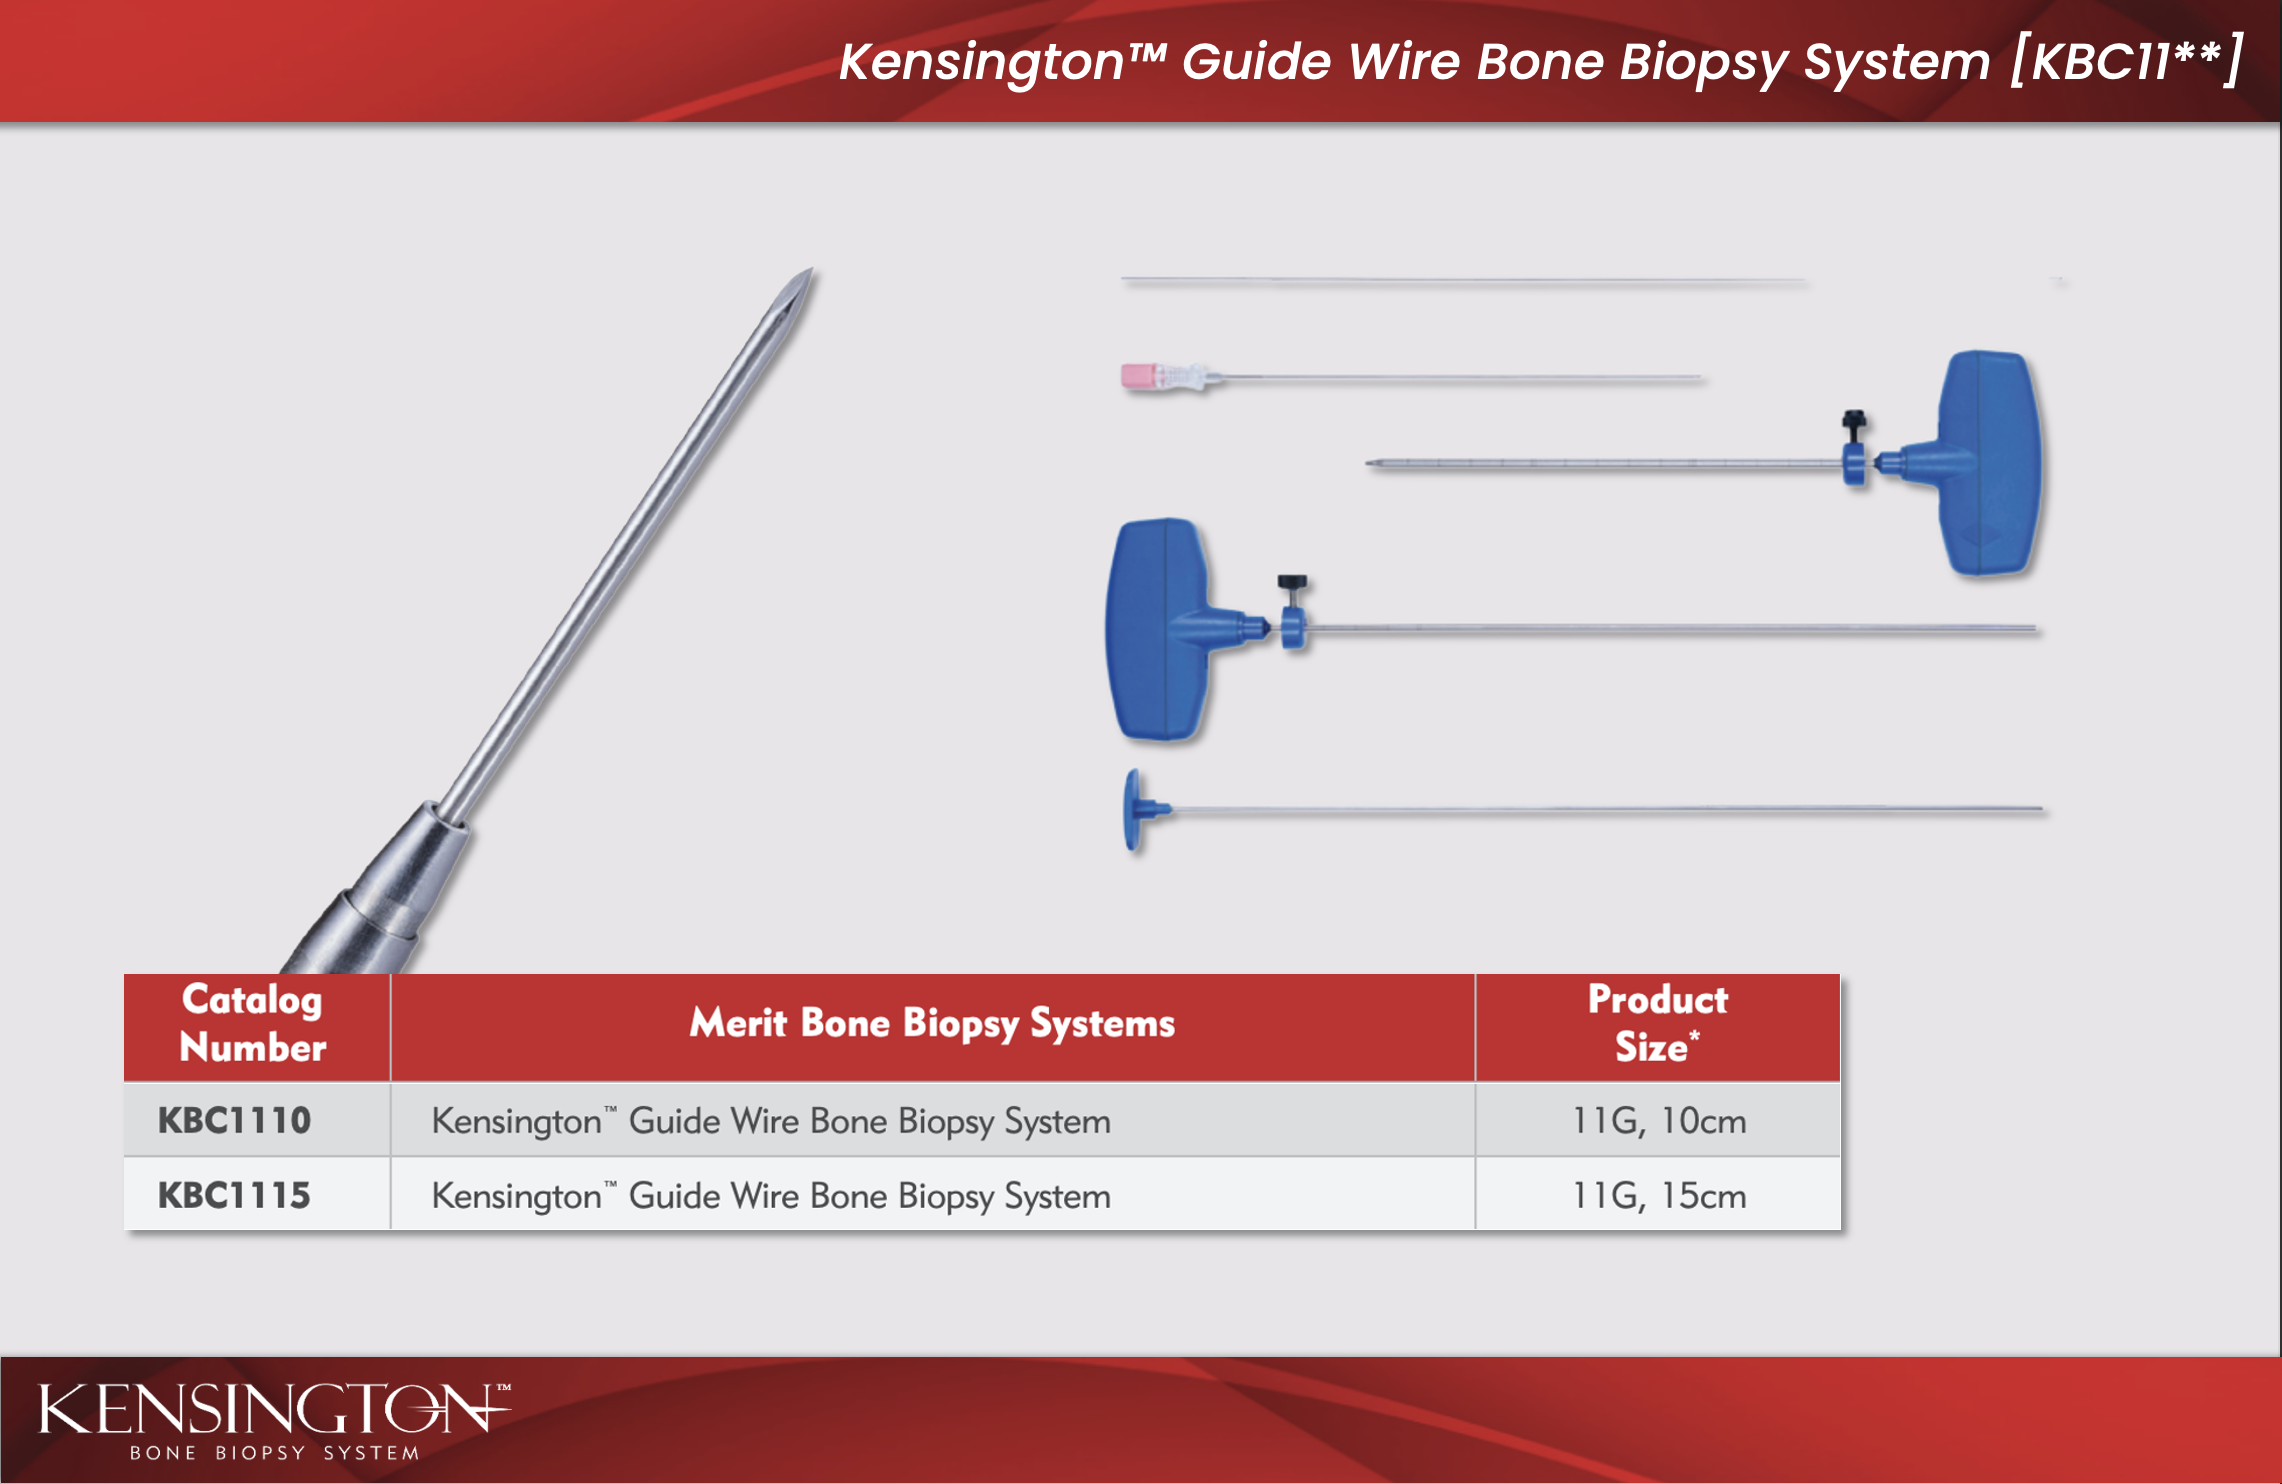 Kensington™ Guide Wire Bone Biopsy System [KBC11**]
Catalog
Number
Merit Bone Biopsy Systems
Product
Size*
KBC1110
Kensington™ Guide Wire Bone Biopsy System
11G, 10cm
KBC1115
Kensington™ Guide Wire Bone Biopsy System
11G, 15cm
KENSINGTON™
BONE BIOPSY SYSTEM